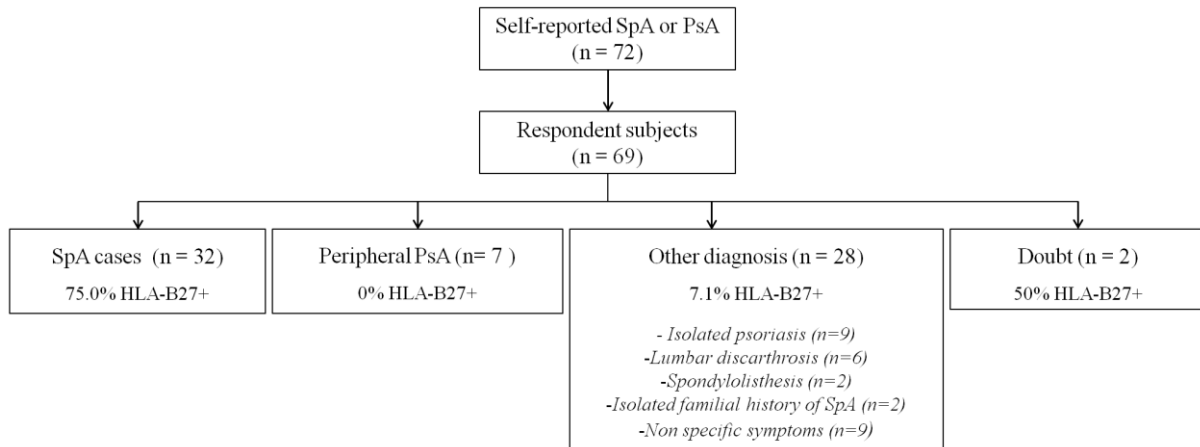 Self-reported SpA or PsA
(n = 72)
Respondent subjects
(n = 69)
SpA cases (n = 32)
75.0% HLA-B27+
Peripheral PsA (n= 7 )
0% HLA-B27+
Other diagnosis (n = 28)
7.1% HLA-B27+
- Isolated psoriasis (n=9)
-Lumbar discarthrosis (n=6)
-Spondylolisthesis (n=2)
-Isolated familial history of SpA (n=2)
-Non specific symptoms (n=9)
Doubt (n = 2)
50% HLA-B27+